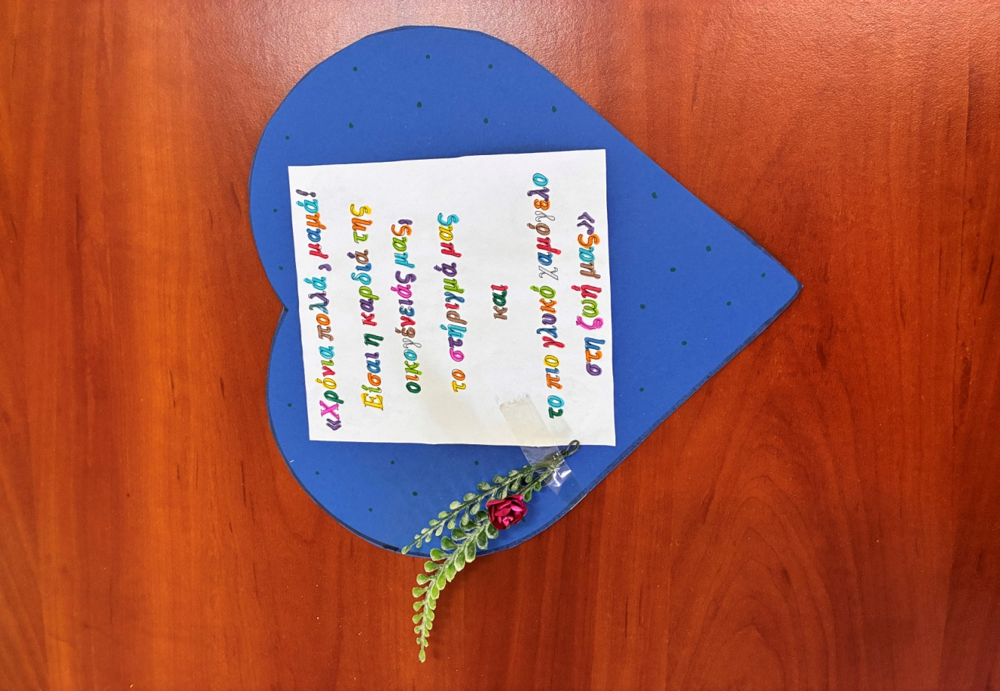 «Χρόνια πολλά , μαμά!
Είσαι η καρδιά της
οικογένειάς μας,
το στήριγμά μας
και
το πιο γλυκό χαμόγελο
στη ζωή μας»